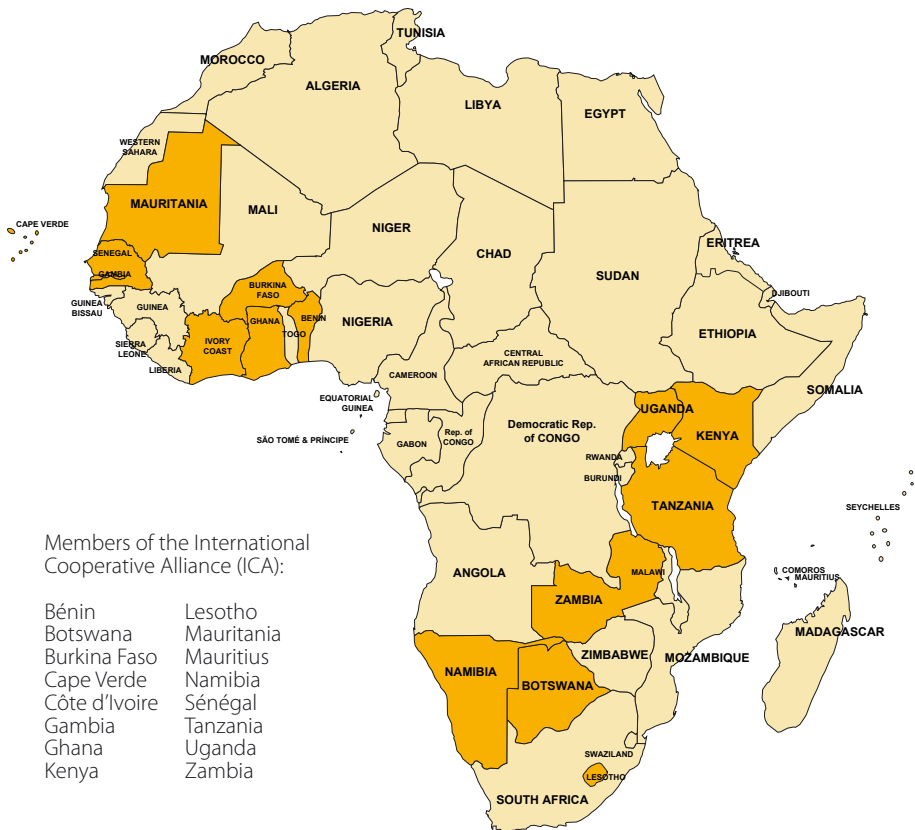 TUNISIA
MOROCCO
ALGERIA
LIBYA
EGYPT
WESTERN
SAHARA
MAURITANIA
MALI
NIGER
CHAD
SUDAN
ERITREA
CAPE VERDE
SENEGAL
GAMBIA
GUINEA
BISSAU
GUINEA
SIERRA
LEONE
LIBERIA
IVORY
COAST
BURKINA
FASO
GHANA
TOGO
BENIN
NIGERIA
CAMEROON
CENTRAL
AFRICAN REPUBLIC
DJIBOUTI
ETHIOPIA
SOMALIA
EQUATORIAL
GUINEA
SÃO TOMÉ & PRÍNCIPE
GABON
Rep. of
CONGO
Democratic Rep.
of CONGO
UGANDA
KENYA
RWANDA
BURUNDI
TANZANIA
SEYCHELLES
COMOROS
MAURITIUS
ANGOLA
ZAMBIA
MALAWI
MOZAMBIQUE
MADAGASCAR
ZIMBABWE
NAMIBIA
BOTSWANA
SWAZILAND
LESOTHO
SOUTH AFRICA
Members of the International
Cooperative Alliance (ICA):
Bénin
Botswana
Burkina Faso
Cape Verde
Côte d'Ivoire
Gambia
Ghana
Kenya
Lesotho
Mauritania
Mauritius
Namibia
Sénégal
Tanzania
Uganda
Zambia